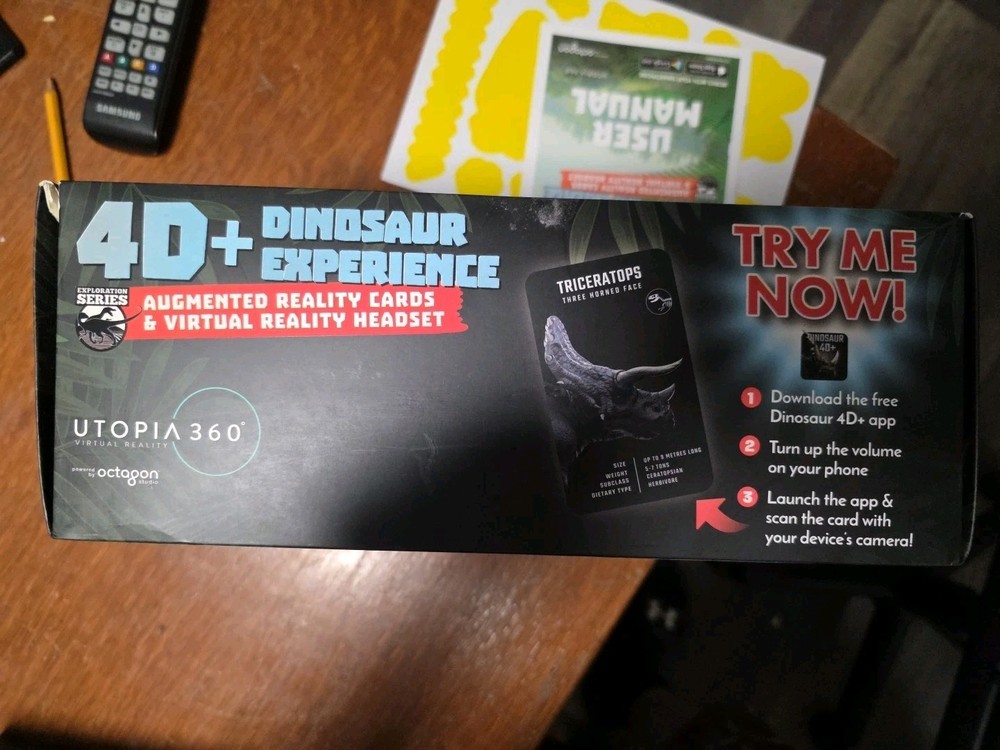 SAMSUNG
USER
MANUAL
4D+ DINOSAUR
EXPERIENCE
EXPLORATION
SERIES
AUGMENTED REALITY CARDS
& VIRTUAL REALITY HEADSET
UTOPIA 360°
VIRTUAL REALITY
powered by octagon
studio
TRICERATOPS
THREE HORNED FACE
SIZE UP TO 9 METRES LONG
WEIGHT 5-7 TONS
SUBCLASS CERATOPSIAN
DIETARY TYPE HERBIVORE
TRY ME
NOW!
DINOSAUR
4D+
1 Download the free
Dinosaur 4D+ app
2 Turn up the volume
on your phone
3 Launch the app &
scan the card with
your device's camera!